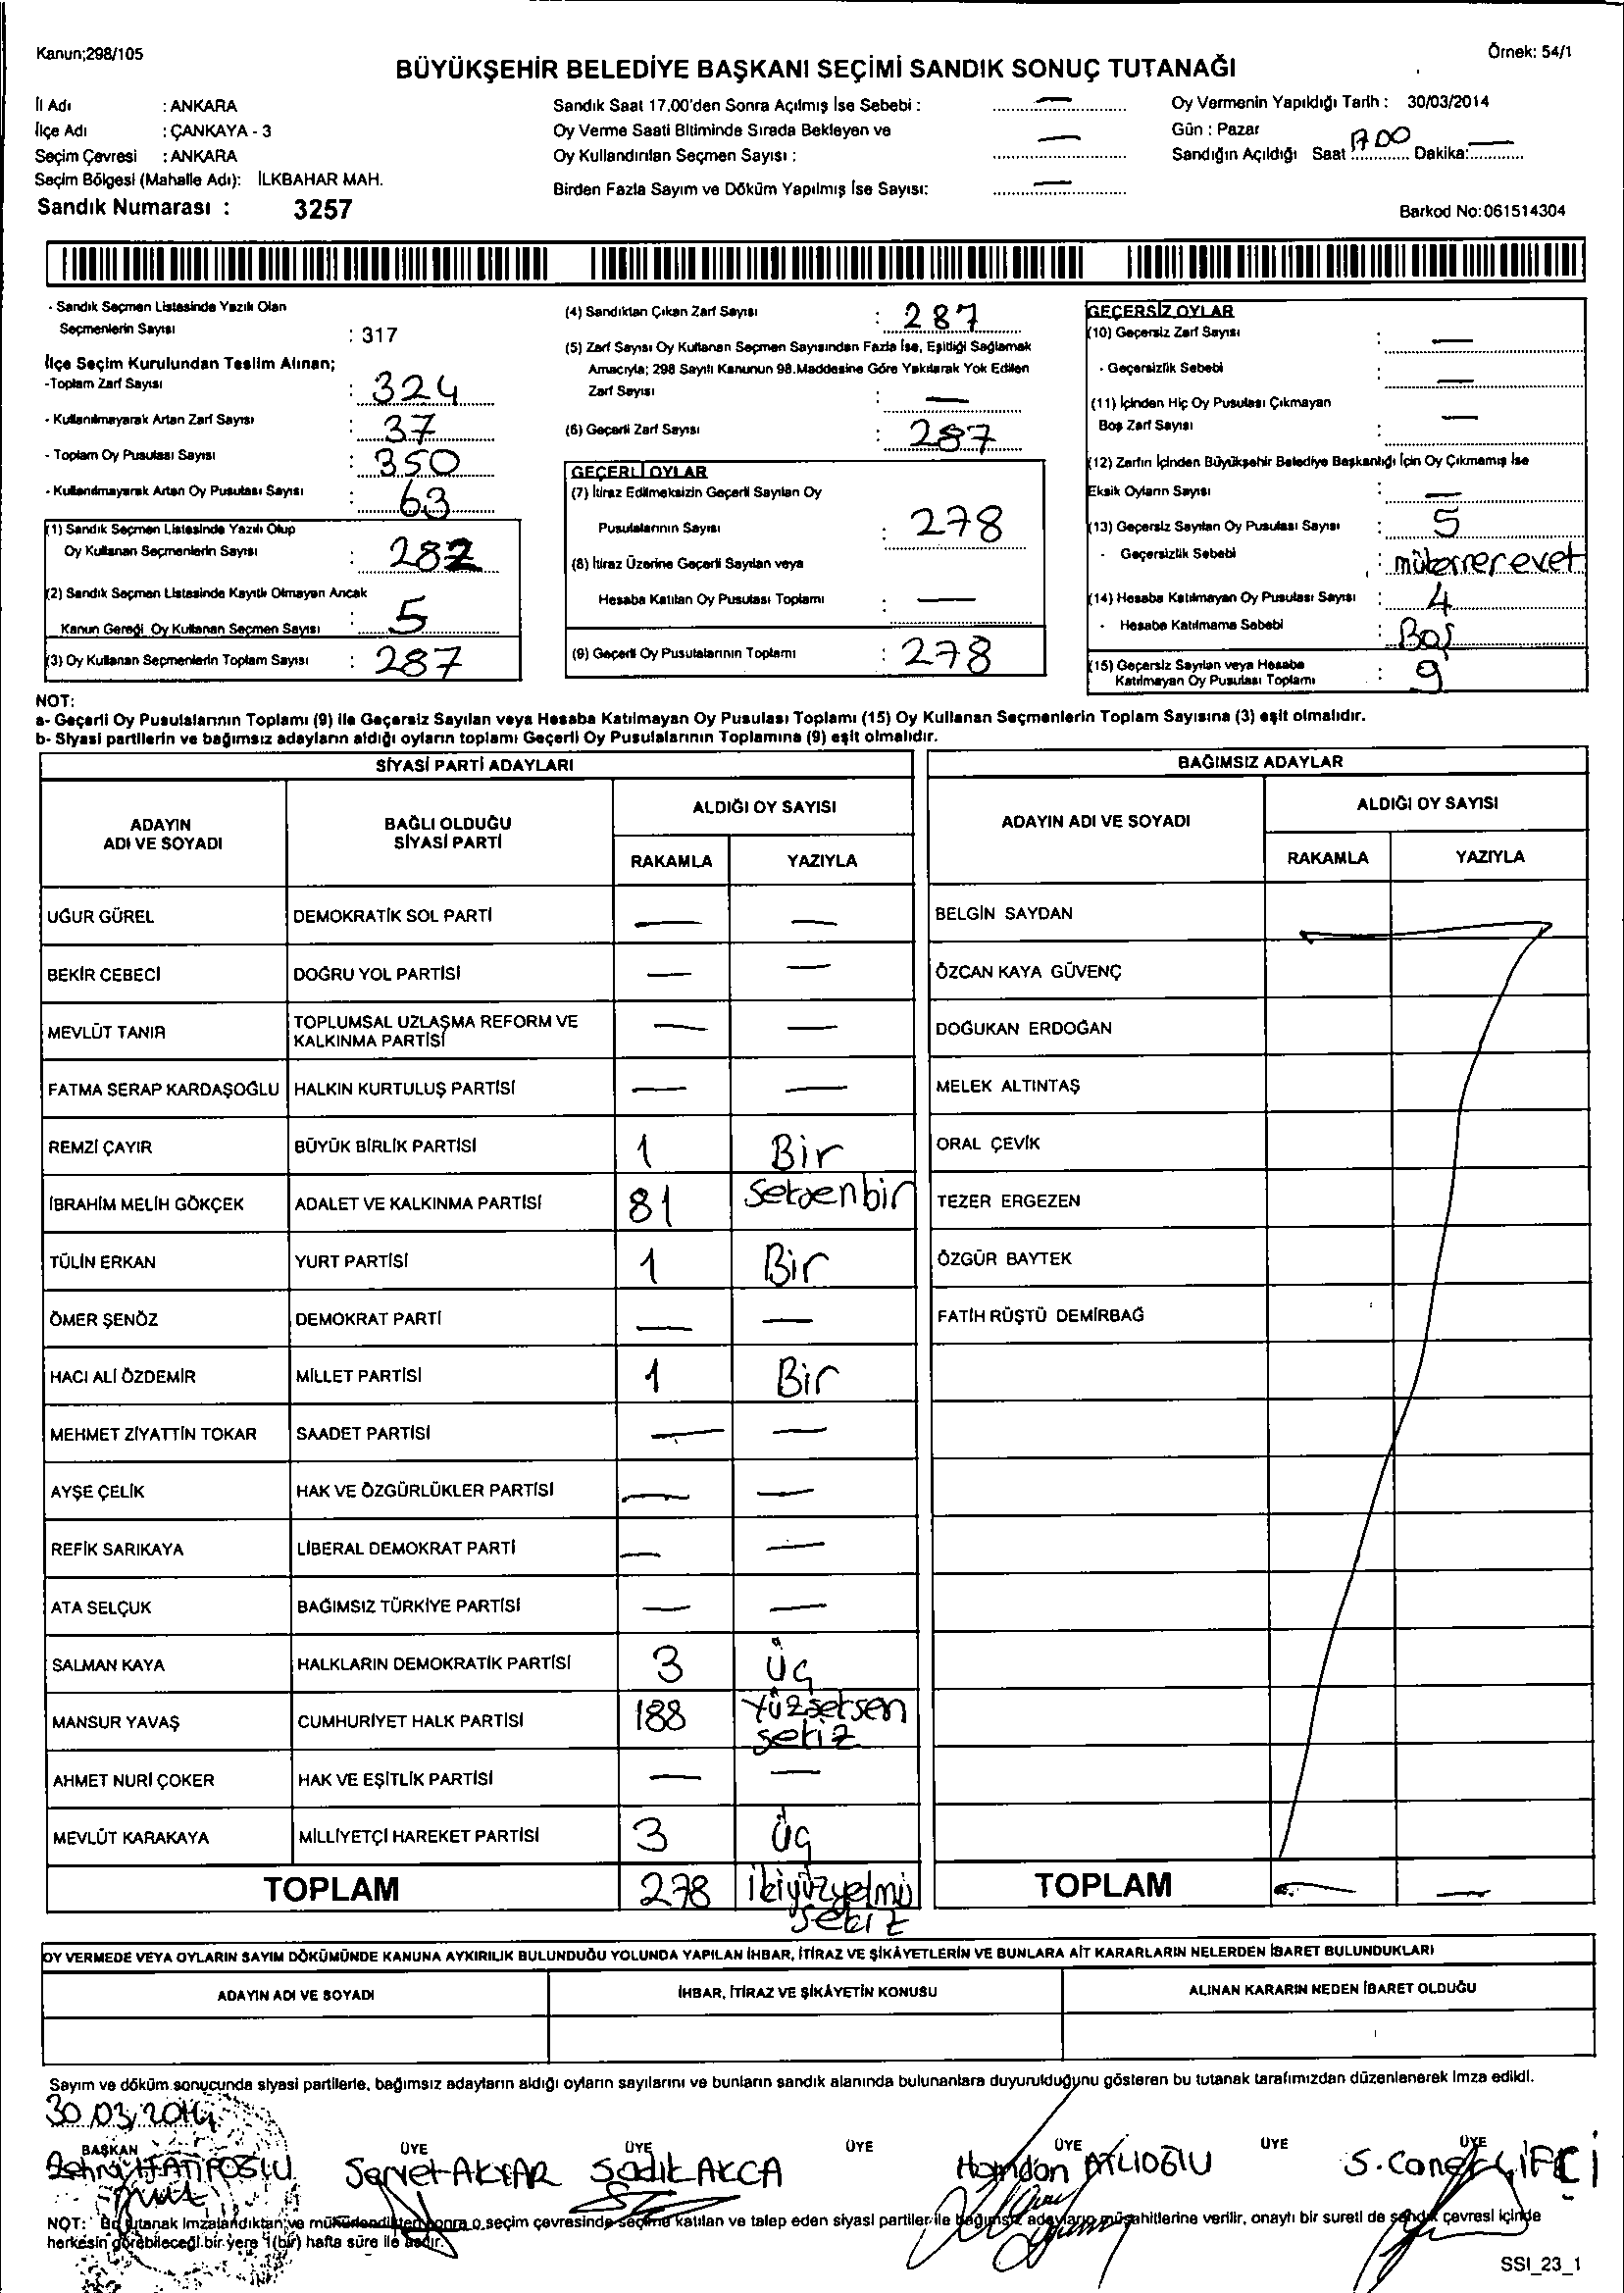 Kanun;298/105
Örnek: 54/1
BÜYÜKŞEHİR BELEDİYE BAŞKANI SEÇİMİ SANDIK SONUÇ TUTANAĞI
İl Adı : ANKARA
İlçe Adı : ÇANKAYA - 3
Seçim Çevresi : ANKARA
Seçim Bölgesi (Mahalle Adı): İLKBAHAR MAH.
Sandık Numarası : 3257
Sandık Saat 17.00'den Sonra Açılmış İse Sebebi : —
Oy Verme Saati Bitiminde Sırada Bekleyen ve
Oy Kullandırılan Seçmen Sayısı : —
Birden Fazla Sayım ve Döküm Yapılmış İse Sayısı: —
Oy Vermenin Yapıldığı Tarih : 30/03/2014
Gün : Pazar
Sandığın Açıldığı Saat 17.00 Dakika: —
Barkod No:061514304
- Sandık Seçmen Listesinde Yazılı Olan
Seçmenlerin Sayısı : 317
İlçe Seçim Kurulundan Teslim Alınan;
-Toplam Zarf Sayısı : 324
- Kullanılmayarak Artan Zarf Sayısı : 37
- Toplam Oy Pusulası Sayısı : 350
- Kullanılmayarak Artan Oy Pusulası Sayısı : 63
(1) Sandık Seçmen Listesinde Yazılı Olup
Oy Kullanan Seçmenlerin Sayısı : 282
(2) Sandık Seçmen Listesinde Kayıtlı Olmayan Ancak
Kanun Gereği Oy Kullanan Seçmen Sayısı : 5
(3) Oy Kullanan Seçmenlerin Toplam Sayısı : 287
(4) Sandıktan Çıkan Zarf Sayısı : 287
(5) Zarf Sayısı Oy Kullanan Seçmen Sayısından Fazla İse, Eşitliği Sağlamak
Amacıyla; 298 Sayılı Kanunun 98.Maddesine Göre Yakılarak Yok Edilen
Zarf Sayısı : —
(6) Geçerli Zarf Sayısı : 287
GEÇERLİ OYLAR
(7) İtiraz Edilmeksizin Geçerli Sayılan Oy
Pusulalarının Sayısı : 278
(8) İtiraz Üzerine Geçerli Sayılan veya
Hesaba Katılan Oy Pusulası Toplamı : —
(9) Geçerli Oy Pusulalarının Toplamı : 278
GEÇERSİZ OYLAR
(10) Geçersiz Zarf Sayısı : —
- Geçersizlik Sebebi : —
(11) İçinden Hiç Oy Pusulası Çıkmayan
Boş Zarf Sayısı : —
(12) Zarfın İçinden Büyükşehir Belediye Başkanlığı İçin Oy Çıkmamış İse
Eksik Oyların Sayısı : —
(13) Geçersiz Sayılan Oy Pusulası Sayısı : 5
- Geçersizlik Sebebi : mükerrer evet
(14) Hesaba Katılmayan Oy Pusulası Sayısı : 4
- Hesaba Katılmama Sebebi : Boş
(15) Geçersiz Sayılan veya Hesaba
Katılmayan Oy Pusulası Toplamı : 9
NOT:
a- Geçerli Oy Pusulalarının Toplamı (9) ile Geçersiz Sayılan veya Hesaba Katılmayan Oy Pusulası Toplamı (15) Oy Kullanan Seçmenlerin Toplam Sayısına (3) eşit olmalıdır.
b- Siyasi partilerin ve bağımsız adayların aldığı oyların toplamı Geçerli Oy Pusulalarının Toplamına (9) eşit olmalıdır.
SİYASİ PARTİ ADAYLARI
ADAYIN ADI VE SOYADI
BAĞLI OLDUĞU SİYASİ PARTİ
ALDIĞI OY SAYISI
RAKAMLA YAZIYLA
UĞUR GÜREL DEMOKRATİK SOL PARTİ — —
BEKİR CEBECİ DOĞRU YOL PARTİSİ — —
MEVLÜT TANIR TOPLUMSAL UZLAŞMA REFORM VE KALKINMA PARTİSİ — —
FATMA SERAP KARDAŞOĞLU HALKIN KURTULUŞ PARTİSİ — —
REMZİ ÇAYIR BÜYÜK BİRLİK PARTİSİ 1 Bir
İBRAHİM MELİH GÖKÇEK ADALET VE KALKINMA PARTİSİ 81 Seksenbir
TÜLİN ERKAN YURT PARTİSİ 1 Bir
ÖMER ŞENÖZ DEMOKRAT PARTİ — —
HACI ALİ ÖZDEMİR MİLLET PARTİSİ 1 Bir
MEHMET ZİYATTİN TOKAR SAADET PARTİSİ — —
AYŞE ÇELİK HAK VE ÖZGÜRLÜKLER PARTİSİ — —
REFİK SARIKAYA LİBERAL DEMOKRAT PARTİ — —
ATA SELÇUK BAĞIMSIZ TÜRKİYE PARTİSİ — —
SALMAN KAYA HALKLARIN DEMOKRATİK PARTİSİ 3 Üç
MANSUR YAVAŞ CUMHURİYET HALK PARTİSİ 188 Yüzseksen sekiz
AHMET NURİ ÇOKER HAK VE EŞİTLİK PARTİSİ — —
MEVLÜT KARAKAYA MİLLİYETÇİ HAREKET PARTİSİ 3 Üç
TOPLAM 278 ikiyüzyetmiş sekiz
BAĞIMSIZ ADAYLAR
ADAYIN ADI VE SOYADI
ALDIĞI OY SAYISI
RAKAMLA YAZIYLA
BELGİN SAYDAN
ÖZCAN KAYA GÜVENÇ
DOĞUKAN ERDOĞAN
MELEK ALTINTAŞ
ORAL ÇEVİK
TEZER ERGEZEN
ÖZGÜR BAYTEK
FATİH RÜŞTÜ DEMİRBAĞ
TOPLAM — —
OY VERMEDE VEYA OYLARIN SAYIM DÖKÜMÜNDE KANUNA AYKIRILIK BULUNDUĞU YOLUNDA YAPILAN İHBAR, İTİRAZ VE ŞİKÂYETLERİN VE BUNLARA AİT KARARLARIN NELERDEN İBARET BULUNDUKLARI
ADAYIN ADI VE SOYADI İHBAR, İTİRAZ VE ŞİKÂYETİN KONUSU ALINAN KARARIN NEDEN İBARET OLDUĞU
Sayım ve döküm sonucunda siyasi partilerle, bağımsız adayların aldığı oyların sayılarını ve bunların sandık alanında bulunanlara duyurulduğunu gösteren bu tutanak tarafımızdan düzenlenerek imza edildi.
30.03.2014
BAŞKAN ÜYE ÜYE ÜYE ÜYE ÜYE ÜYE
Zehra HATİPOĞLU Servet AKYAR Sadık AKCA Hamdan S. Caner ÇİFÇİ
NOT: Bu tutanak imzalandıktan ve mühürlendikten sonra o seçim çevresinde seçime katılan ve talep eden siyasi partiler ile bağımsız adayların müşahitlerine verilir, onaylı bir sureti de sandık çevresi içinde
herkesin görebileceği bir yere 1(bir) hafta süre ile asılır.
SSI_23_1